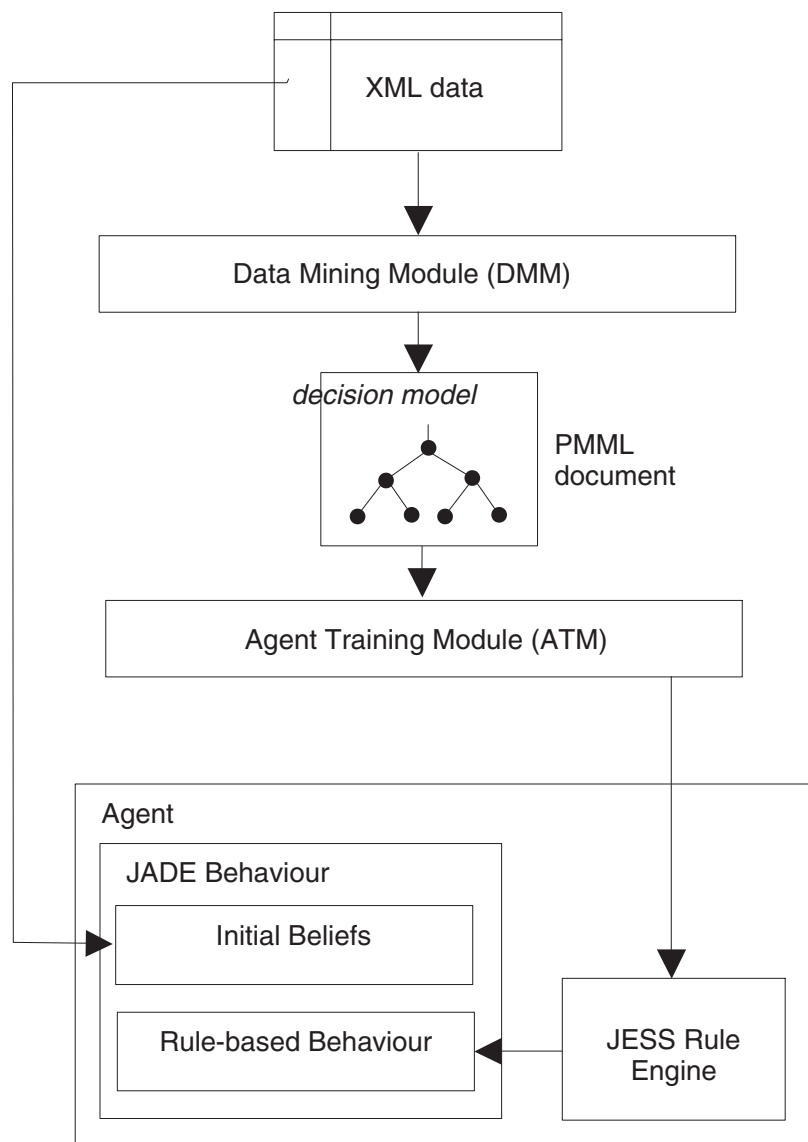 XML data
Data Mining Module (DMM)
decision model
PMML
document
Agent Training Module (ATM)
Agent
JADE Behaviour
Initial Beliefs
Rule-based Behaviour
JESS Rule
Engine